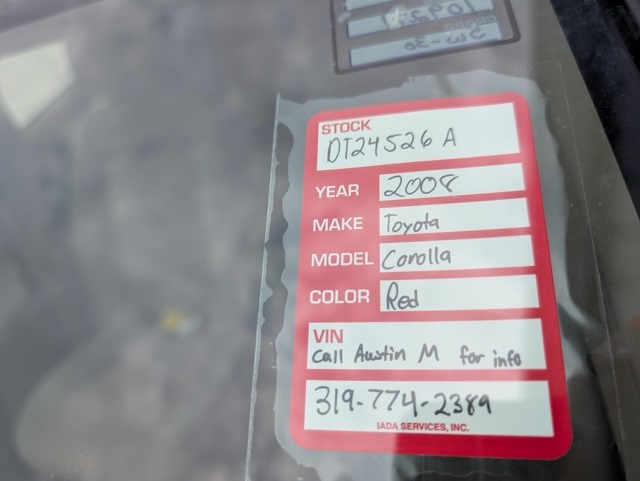 STOCK
DT24526 A
YEAR 2008
MAKE Toyota
MODEL Corolla
COLOR Red
VIN
Call Austin M for info
319-774-2389
IADA SERVICES, INC.